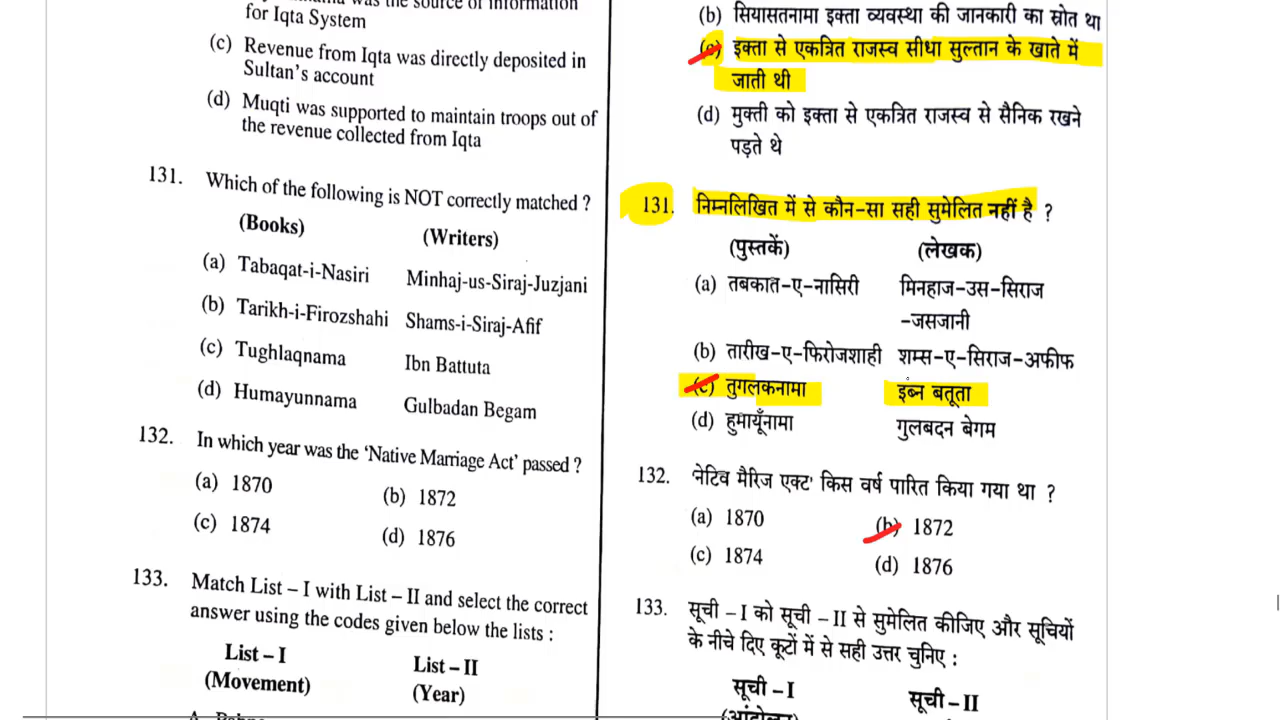 was the source of information
for Iqta System
(c) Revenue from Iqta was directly deposited in
Sultan's account
(d) Muqti was supported to maintain troops out of
the revenue collected from Iqta
131. Which of the following is NOT correctly matched ?
(Books) (Writers)
(a) Tabaqat-i-Nasiri Minhaj-us-Siraj-Juzjani
(b) Tarikh-i-Firozshahi Shams-i-Siraj-Afif
(c) Tughlaqnama Ibn Battuta
(d) Humayunnama Gulbadan Begam
132. In which year was the 'Native Marriage Act' passed ?
(a) 1870 (b) 1872
(c) 1874 (d) 1876
133. Match List – I with List – II and select the correct
answer using the codes given below the lists :
List – I List – II
(Movement) (Year)
(b) सियासतनामा इक्ता व्यवस्था की जानकारी का स्रोत था
(c) इक्ता से एकत्रित राजस्व सीधा सुल्तान के खाते में
जाती थी
(d) मुक्ती को इक्ता से एकत्रित राजस्व से सैनिक रखने
पड़ते थे
131. निम्नलिखित में से कौन-सा सही सुमेलित नहीं है ?
(पुस्तकें) (लेखक)
(a) तबकात-ए-नासिरी मिनहाज-उस-सिराज
-जसजानी
(b) तारीख-ए-फिरोजशाही शम्स-ए-सिराज-अफीफ
(c) तुगलकनामा इब्न बतूता
(d) हुमायूँनामा गुलबदन बेगम
132. 'नेटिव मैरिज एक्ट' किस वर्ष पारित किया गया था ?
(a) 1870 (b) 1872
(c) 1874 (d) 1876
133. सूची – I को सूची – II से सुमेलित कीजिए और सूचियों
के नीचे दिए कूटों में से सही उत्तर चुनिए :
सूची – I सूची – II
(आंदोलन)